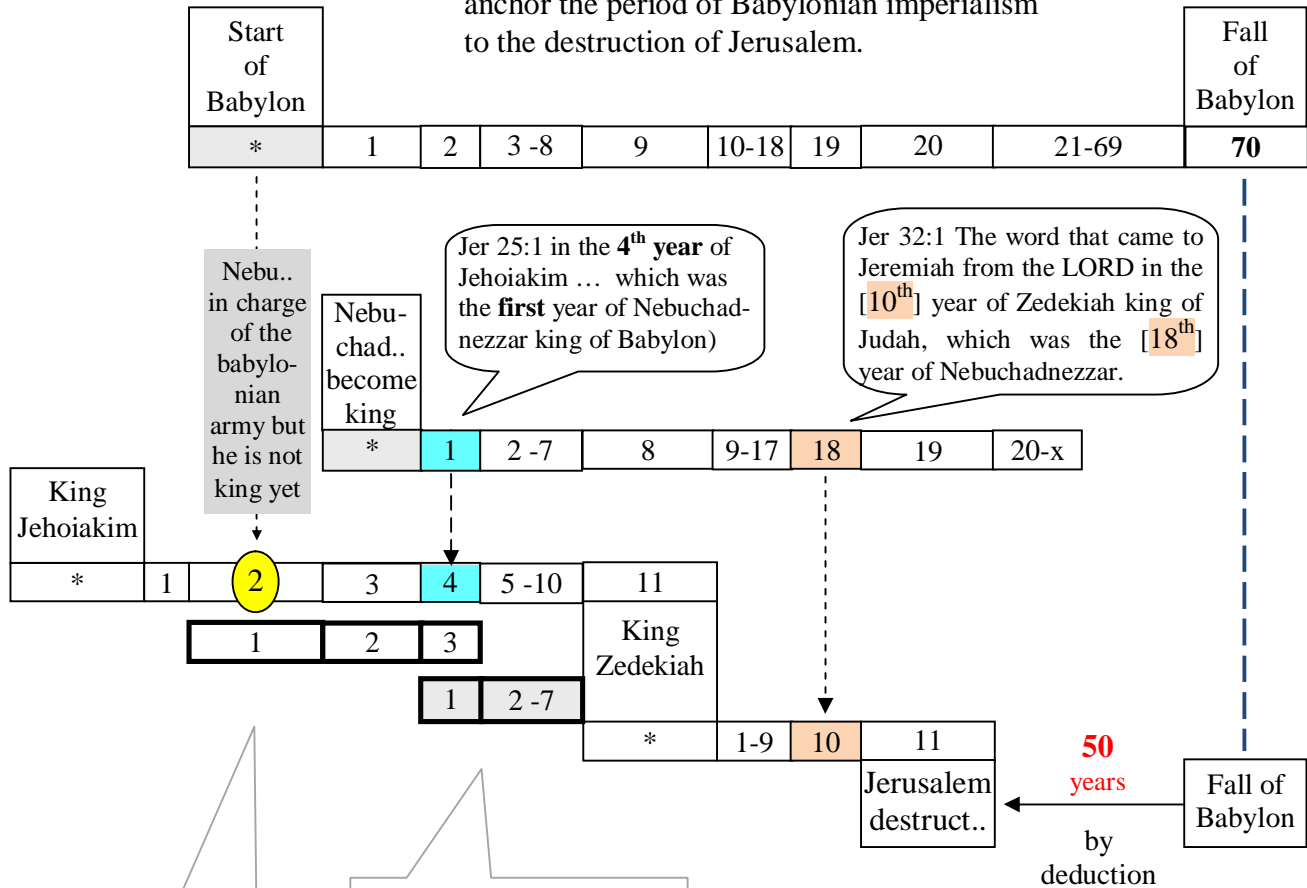 anchor the period of Babylonian imperialism
to the destruction of Jerusalem.
Start
of
Babylon
Fall
of
Babylon
* 1 2 3 -8 9 10-18 19 20 21-69 70
Nebu..
in charge
of the
babylo-
nian
army but
he is not
king yet
Nebu-
chad..
become
king
Jer 25:1 in the 4th year of
Jehoiakim … which was
the first year of Nebuchad-
nezzar king of Babylon)
Jer 32:1 The word that came to
Jeremiah from the LORD in the
[10th] year of Zedekiah king of
Judah, which was the [18th]
year of Nebuchadnezzar.
* 1 2 -7 8 9-17 18 19 20-x
King
Jehoiakim
* 1 2 3 4 5 -10 11
1 2 3
King
Zedekiah
1 2 -7
* 1-9 10 11
Jerusalem
destruct..
50
years
by
deduction
Fall of
Babylon